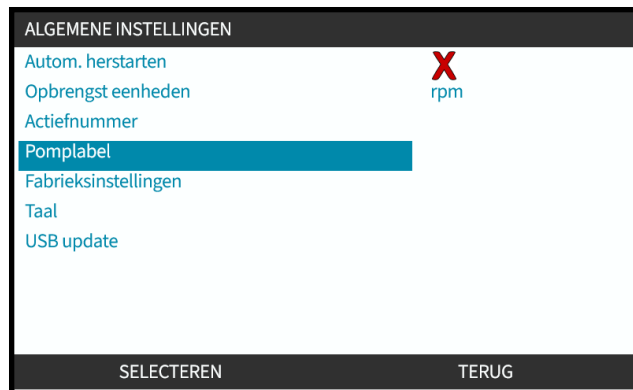 ALGEMENE INSTELLINGEN
Autom. herstarten
Opbrengst eenheden rpm
Actiefnummer
Pomplabel
Fabrieksinstellingen
Taal
USB update
SELECTEREN TERUG